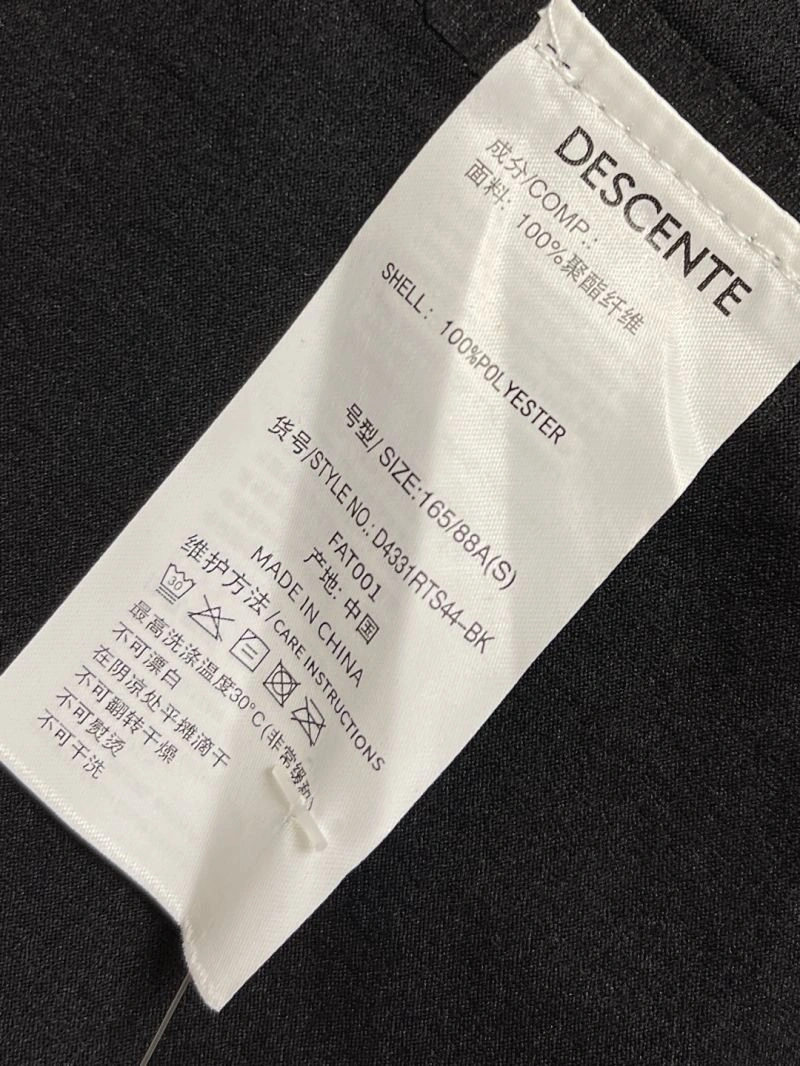 DESCENTE
成分/COMP.:
面料: 100%聚酯纤维
SHELL: 100%POLYESTER
号型/ SIZE:165/88A(S)
货号/STYLE NO.: D4331RTS44-BK
FAT001
产地: 中国
MADE IN CHINA
维护方法/CARE INSTRUCTIONS
30
最高洗涤温度30°C(非常缓和)
不可漂白
在阴凉处平摊滴干
不可翻转干燥
不可熨烫
不可干洗